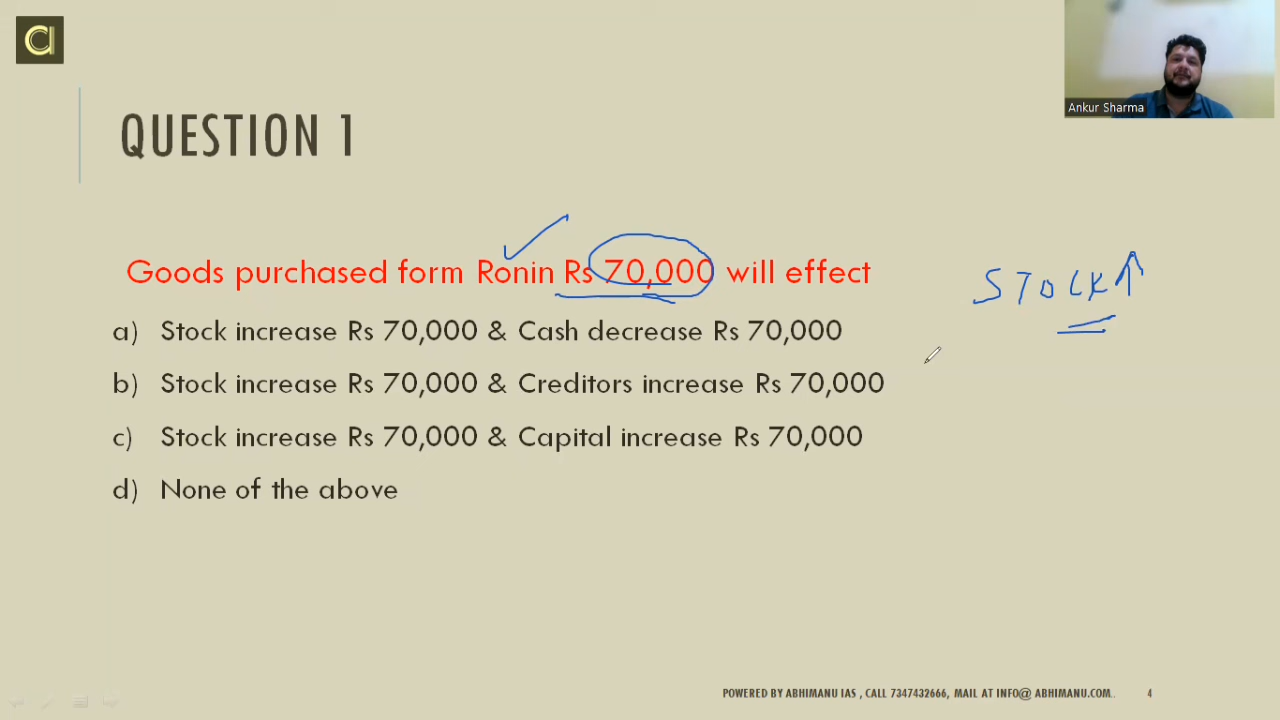 Ankur Sharma
QUESTION 1
Goods purchased form Ronin Rs 70,000 will effect
STOCK↑
a) Stock increase Rs 70,000 & Cash decrease Rs 70,000
b) Stock increase Rs 70,000 & Creditors increase Rs 70,000
c) Stock increase Rs 70,000 & Capital increase Rs 70,000
d) None of the above
POWERED BY ABHIMANU IAS , CALL 7347432666, MAIL AT INFO@ ABHIMANU.COM..
4